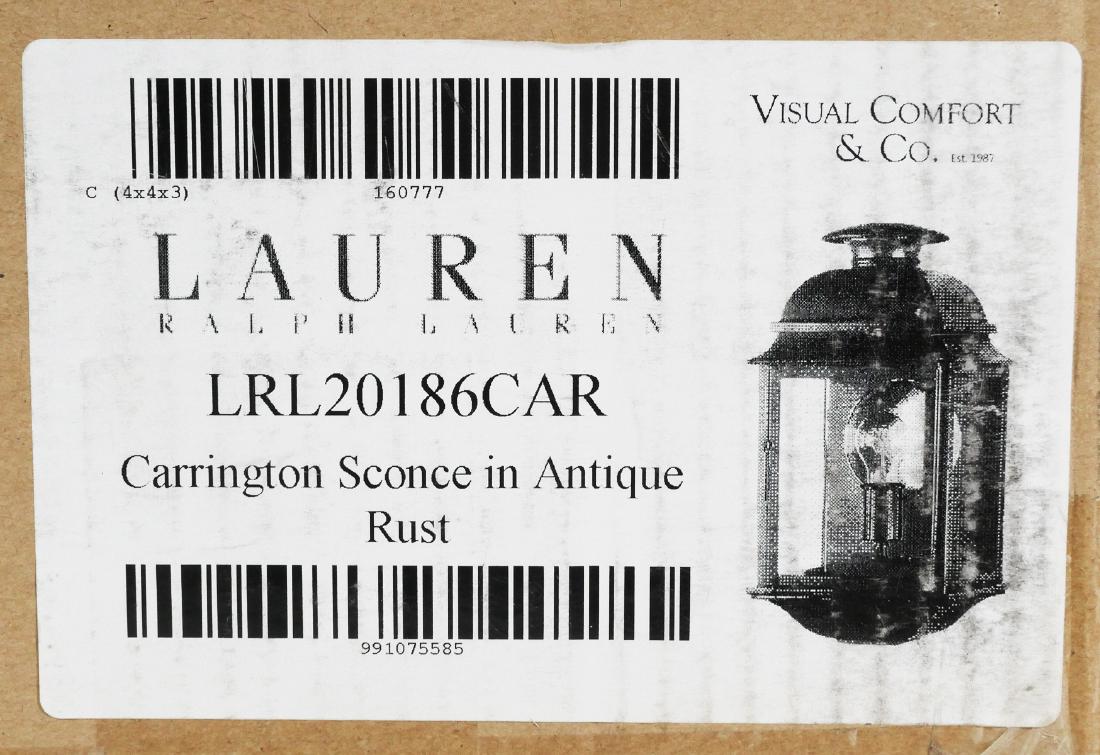 C (4x4x3) 160777
LAUREN
RALPH LAUREN
LRL20186CAR
Carrington Sconce in Antique
Rust
991075585
VISUAL COMFORT
& CO. Est. 1987